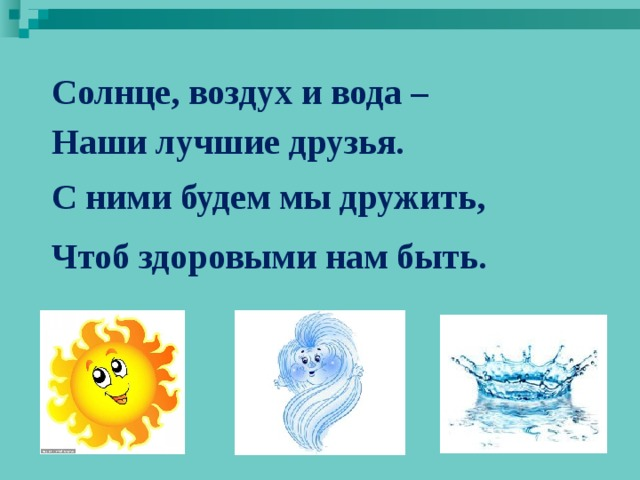 Солнце, воздух и вода –
Наши лучшие друзья.
С ними будем мы дружить,
Чтоб здоровыми нам быть.